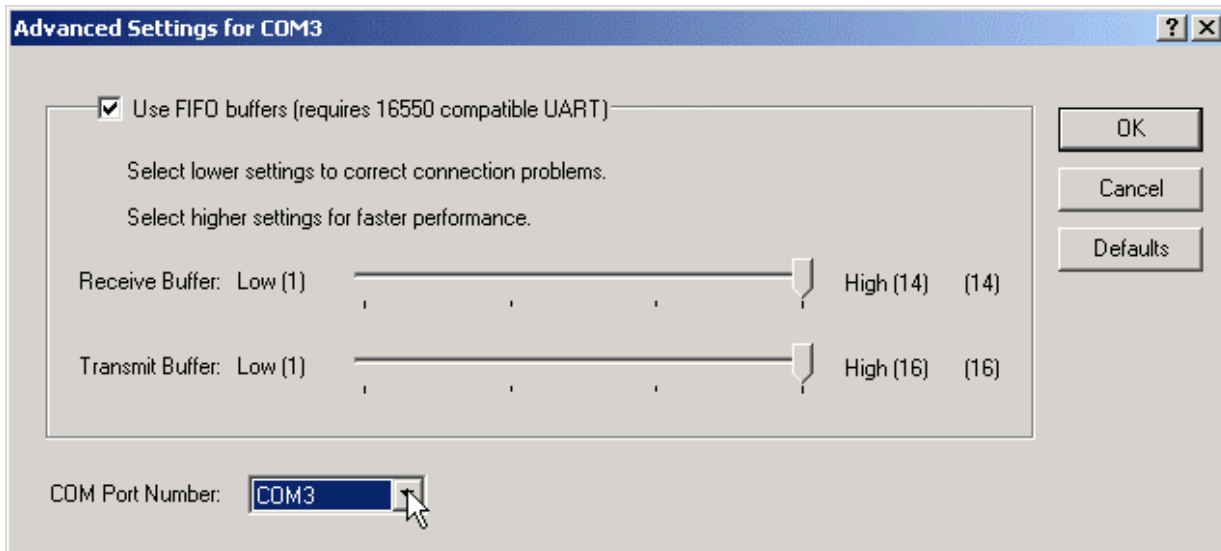 Advanced Settings for COM3
Use FIFO buffers (requires 16550 compatible UART)
OK
Select lower settings to correct connection problems.
Cancel
Select higher settings for faster performance.
Defaults
Receive Buffer: Low (1) High (14) (14)
Transmit Buffer: Low (1) High (16) (16)
COM Port Number: COM3